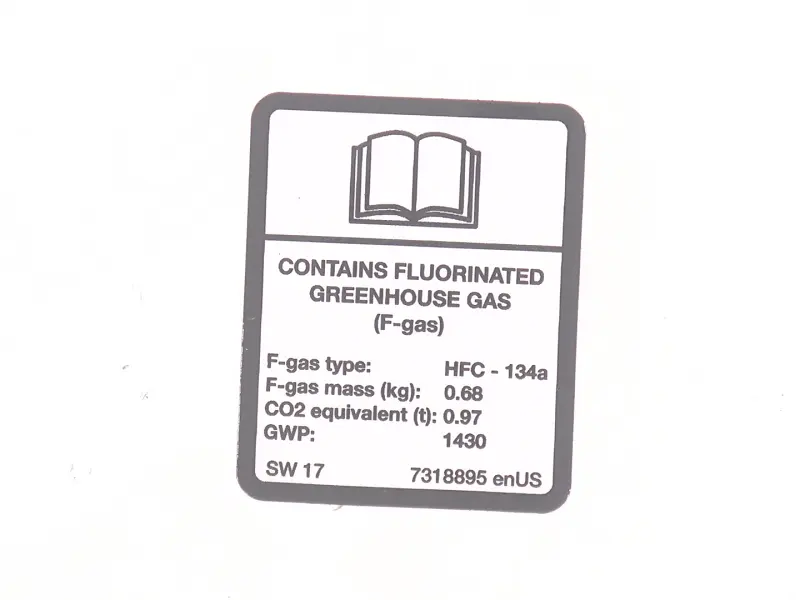 CONTAINS FLUORINATED
GREENHOUSE GAS
(F-gas)
F-gas type: HFC - 134a
F-gas mass (kg): 0.68
CO2 equivalent (t): 0.97
GWP: 1430
SW 17 7318895 enUS